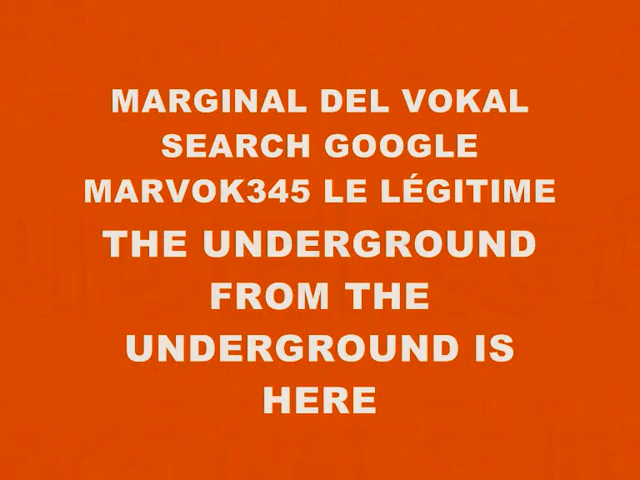 MARGINAL DEL VOKAL
SEARCH GOOGLE
MARVOK345 LE LÉGITIME
THE UNDERGROUND
FROM THE
UNDERGROUND IS
HERE